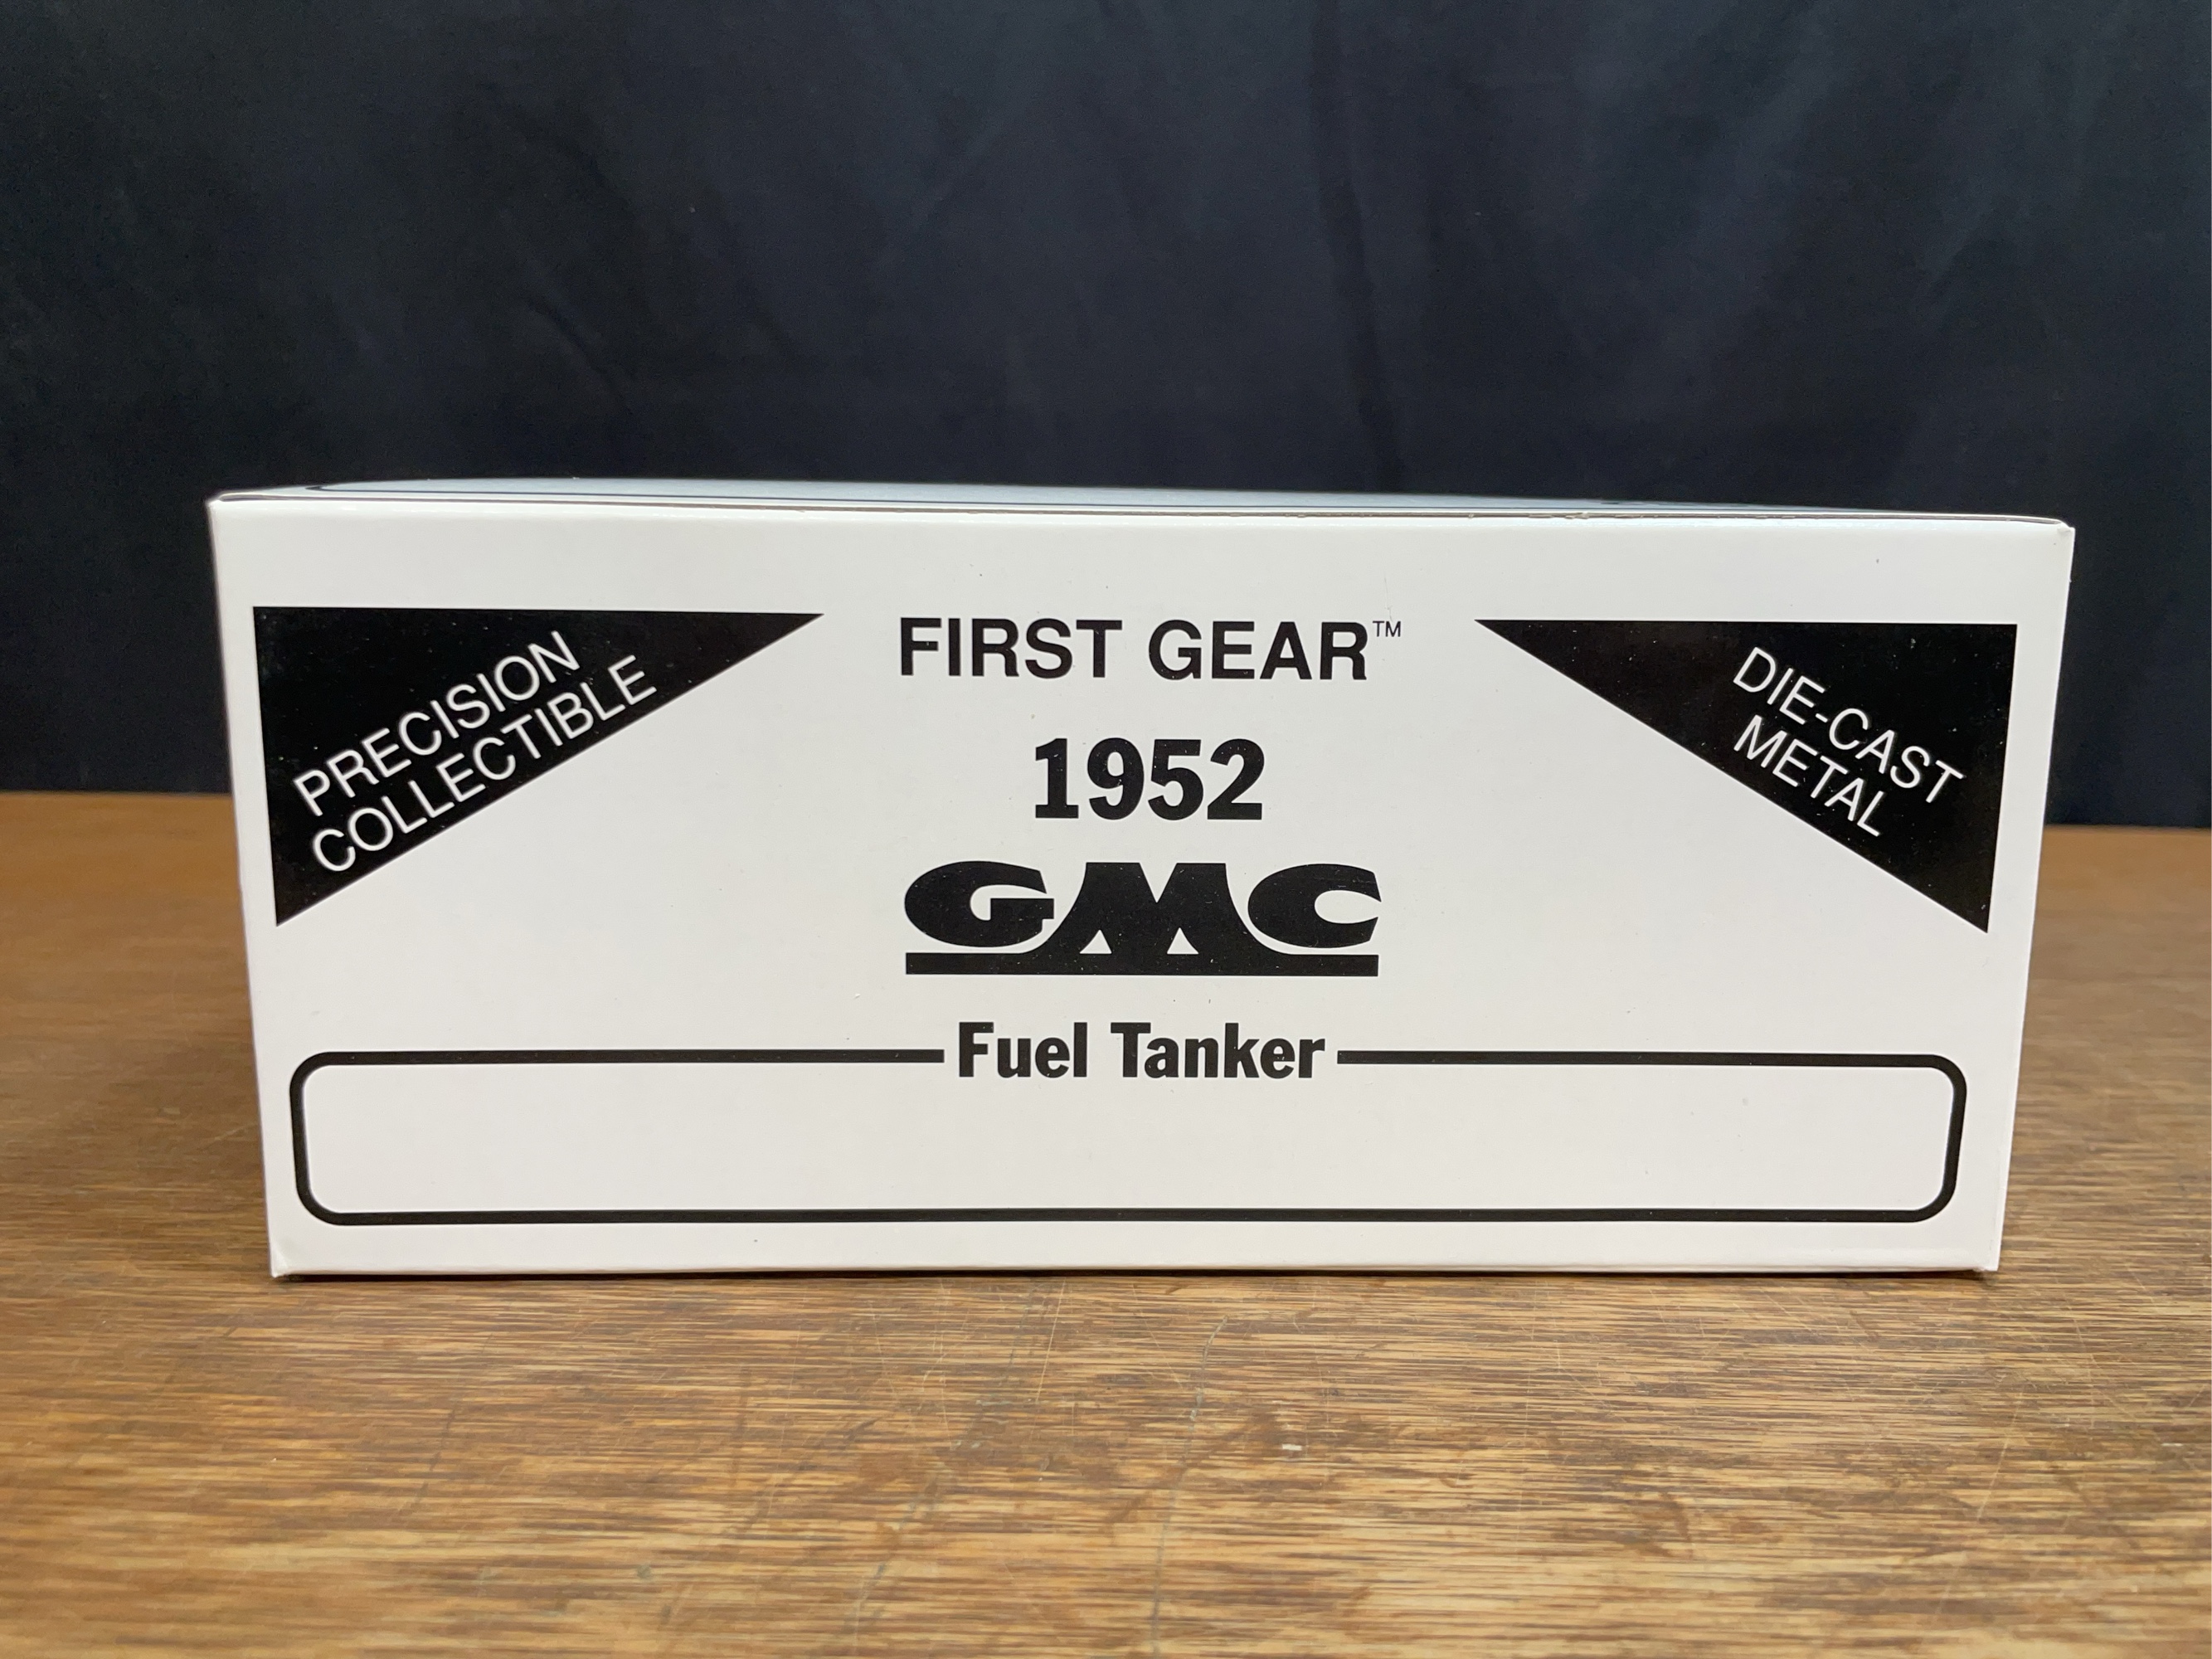 PRECISION
COLLECTIBLE
FIRST GEAR™
1952
GMC
Fuel Tanker
DIE-CAST
METAL